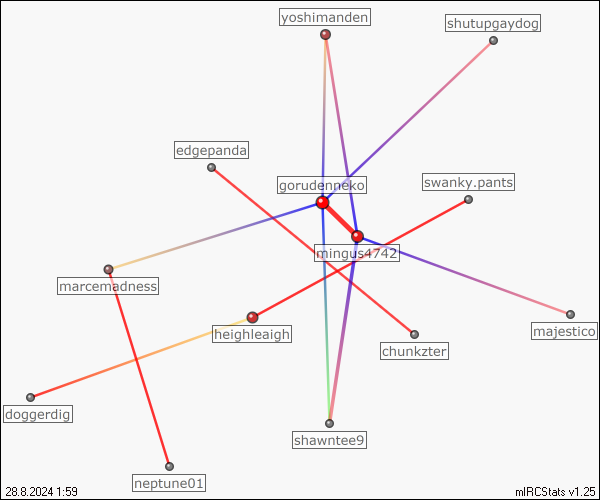 yoshimanden
shutupgaydog
edgepanda
gorudenneko
swanky.pants
mingus4742
marcemadness
heighleaigh
majestico
chunkzter
doggerdig
shawntee9
neptune01
28.8.2024 1:59
mIRCStats v1.25